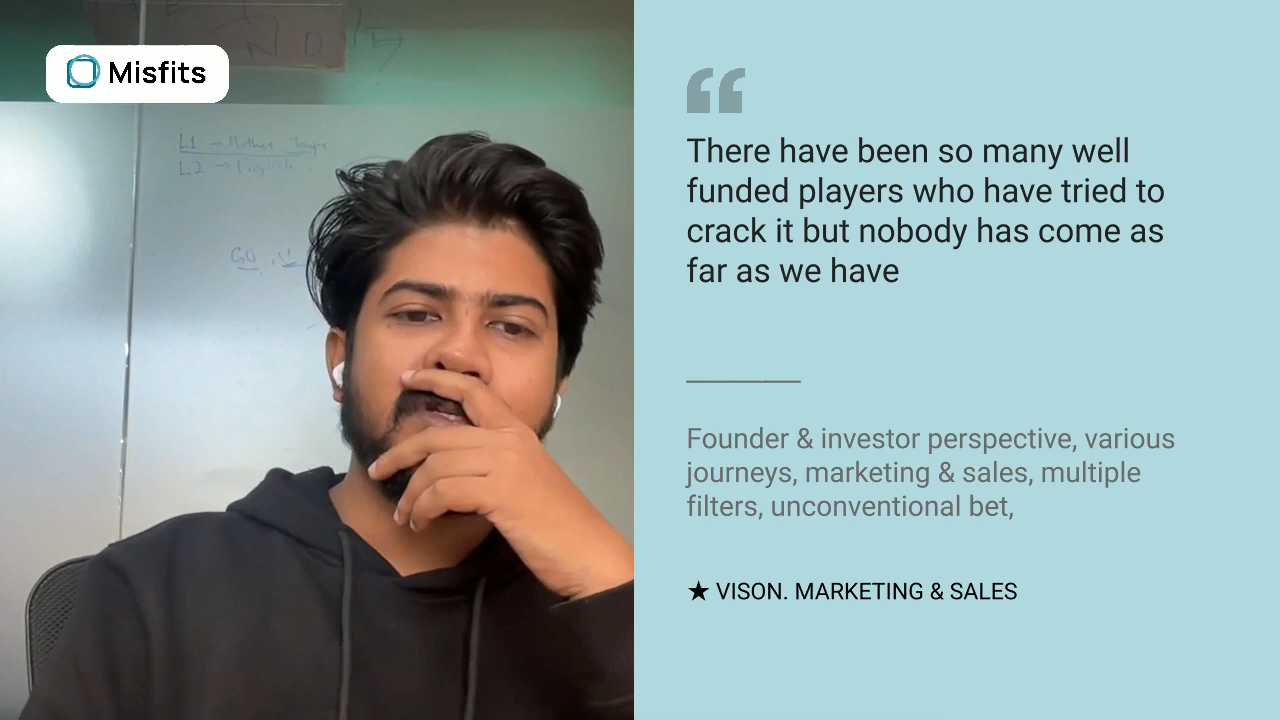 Misfits
L1 → Mother Tongue
L2 → English
There have been so many well
funded players who have tried to
crack it but nobody has come as
far as we have
Founder & investor perspective, various
journeys, marketing & sales, multiple
filters, unconventional bet,
★ VISON. MARKETING & SALES